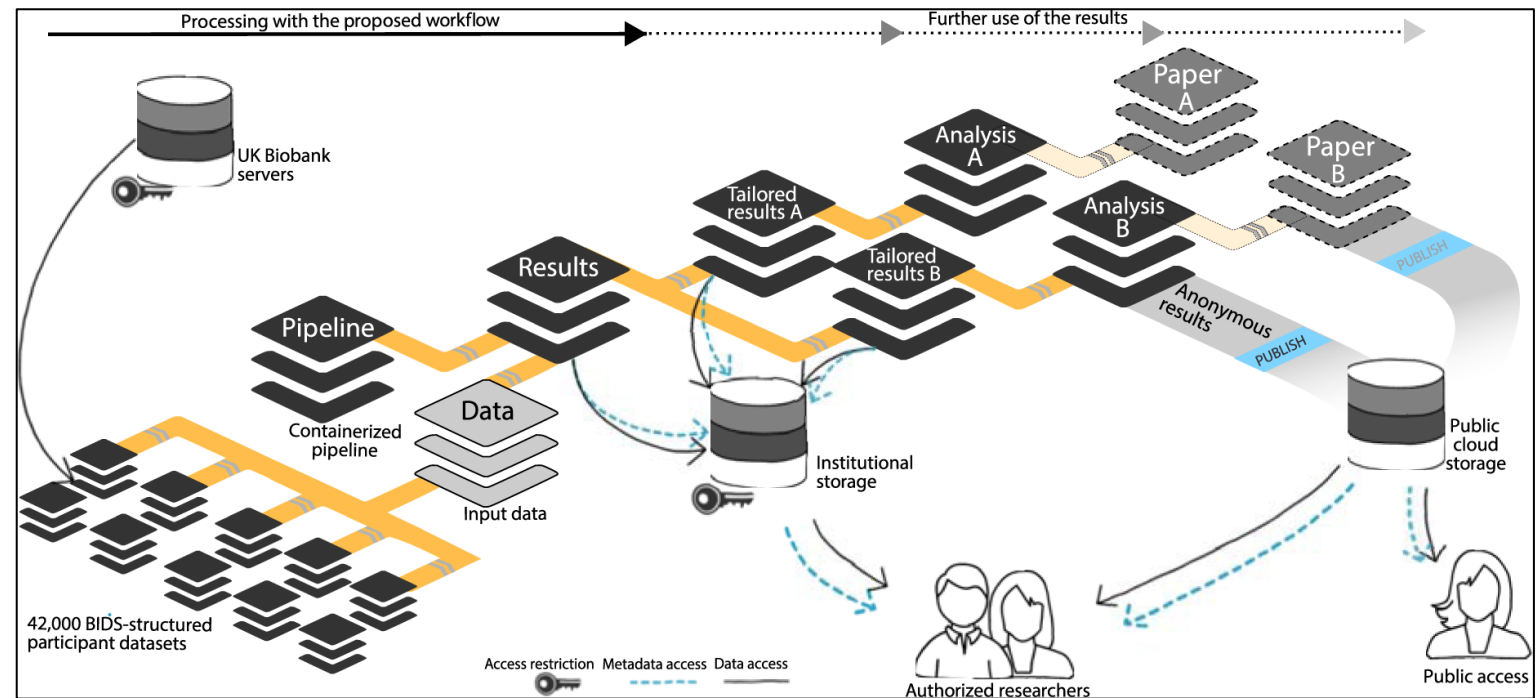 Processing with the proposed workflow
Further use of the results
UK Biobank
servers
Paper
A
Paper
B
Analysis
A
Analysis
B
Tailored
results A
Tailored
results B
Results
Pipeline
Containerized
pipeline
Data
Input data
Anonymous
results
PUBLISH
PUBLISH
Institutional
storage
Public
cloud
storage
42,000 BIDS-structured
participant datasets
Access restriction
Metadata access
Data access
Authorized researchers
Public access